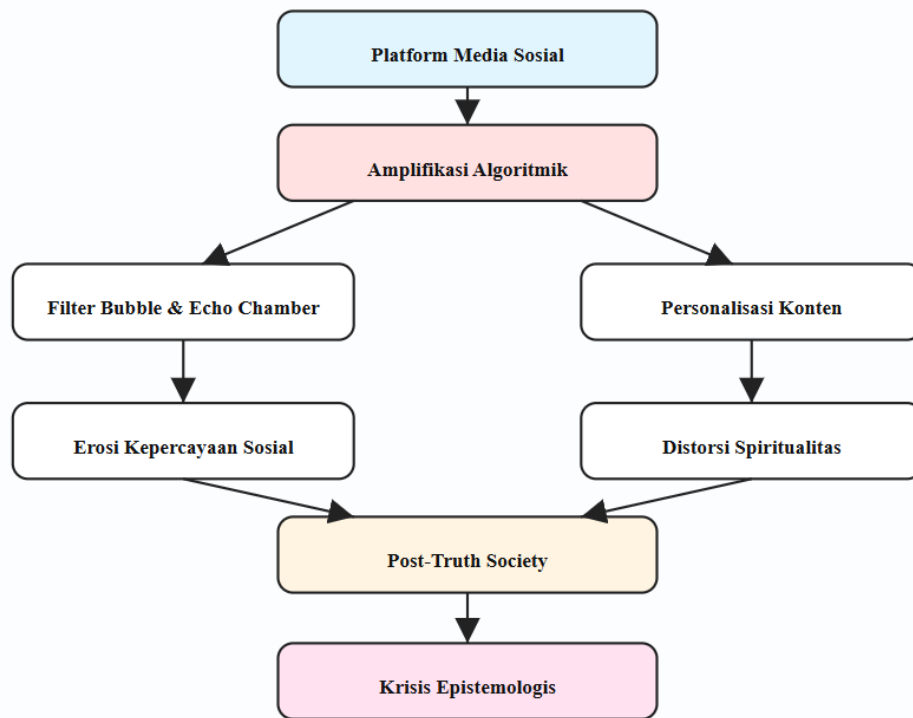 Platform Media Sosial
Amplifikasi Algoritmik
Filter Bubble & Echo Chamber
Personalisasi Konten
Erosi Kepercayaan Sosial
Distorsi Spiritualitas
Post-Truth Society
Krisis Epistemologis